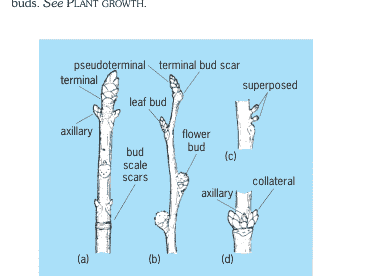 buds. See PLANT GROWTH.
pseudoterminal
terminal bud scar
terminal
superposed
leaf bud
axillary
flower
bud
bud
scale
scars
(c)
collateral
axillary
(a)
(b)
(d)